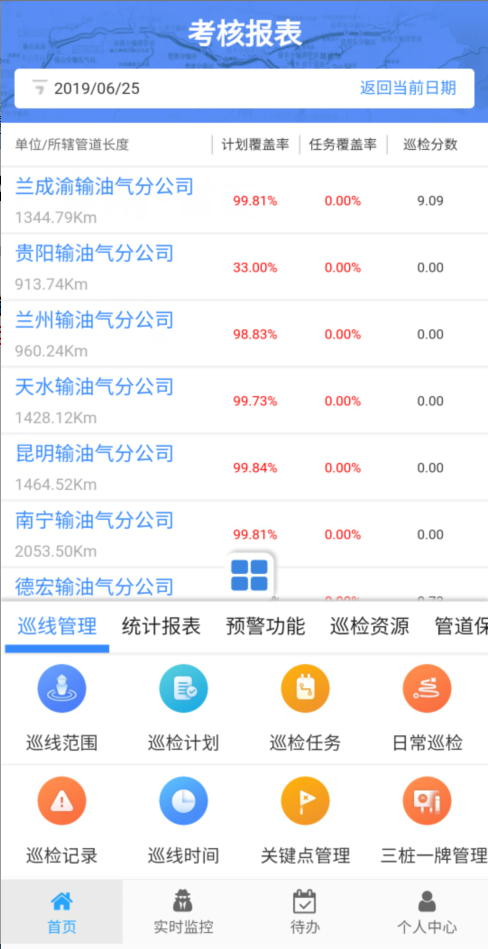 考核报表
2019/06/25 返回当前日期
单位/所辖管道长度 计划覆盖率 任务覆盖率 巡检分数
兰成渝输油气分公司
1344.79Km 99.81% 0.00% 9.09
贵阳输油气分公司
913.74Km 33.00% 0.00% 0.00
兰州输油气分公司
960.24Km 98.83% 0.00% 0.00
天水输油气分公司
1428.12Km 99.73% 0.00% 0.00
昆明输油气分公司
1464.52Km 99.84% 0.00% 0.00
南宁输油气分公司
2053.50Km 99.81% 0.00% 0.00
德宏输油气分公司
巡线管理 统计报表 预警功能 巡检资源 管道保
巡线范围 巡检计划 巡检任务 日常巡检
巡检记录 巡线时间 关键点管理 三桩一牌管理
首页 实时监控 待办 个人中心